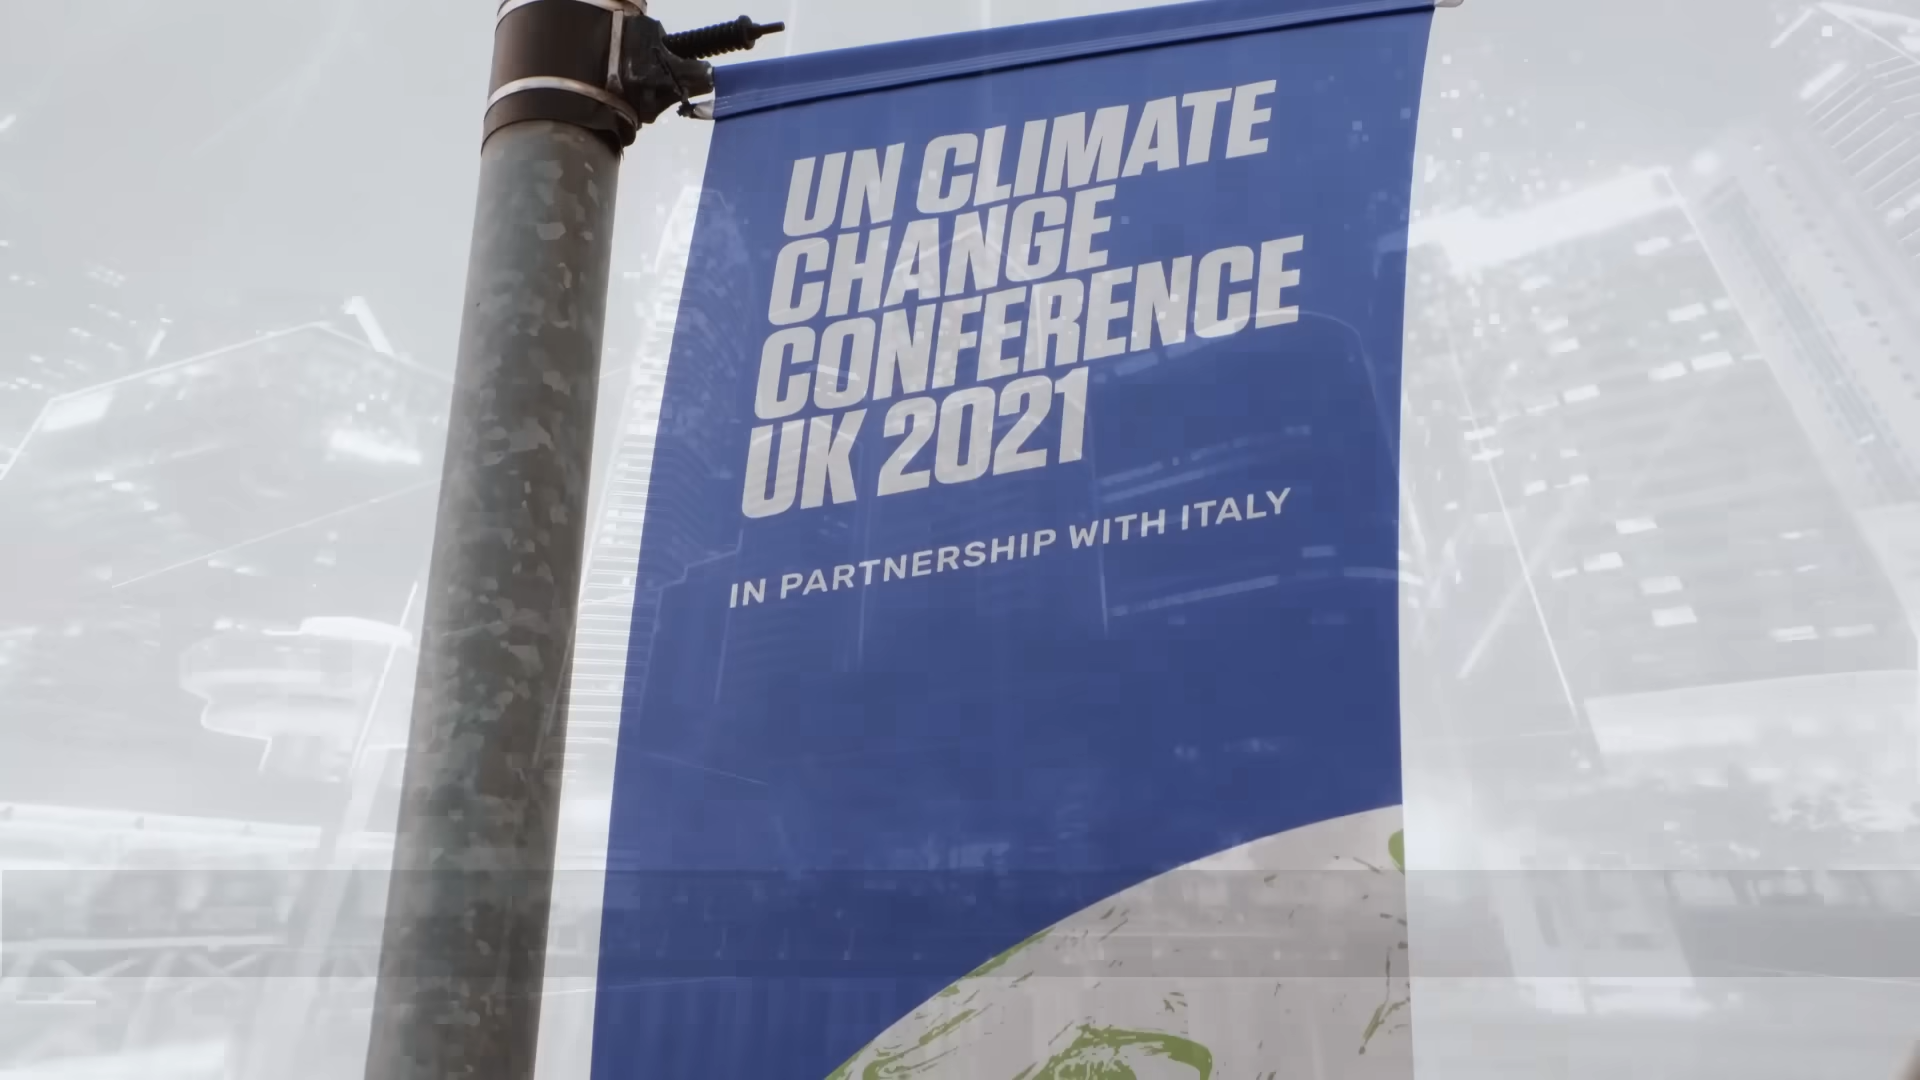 UN CLIMATE
CHANGE
CONFERENCE
UK 2021
IN PARTNERSHIP WITH ITALY